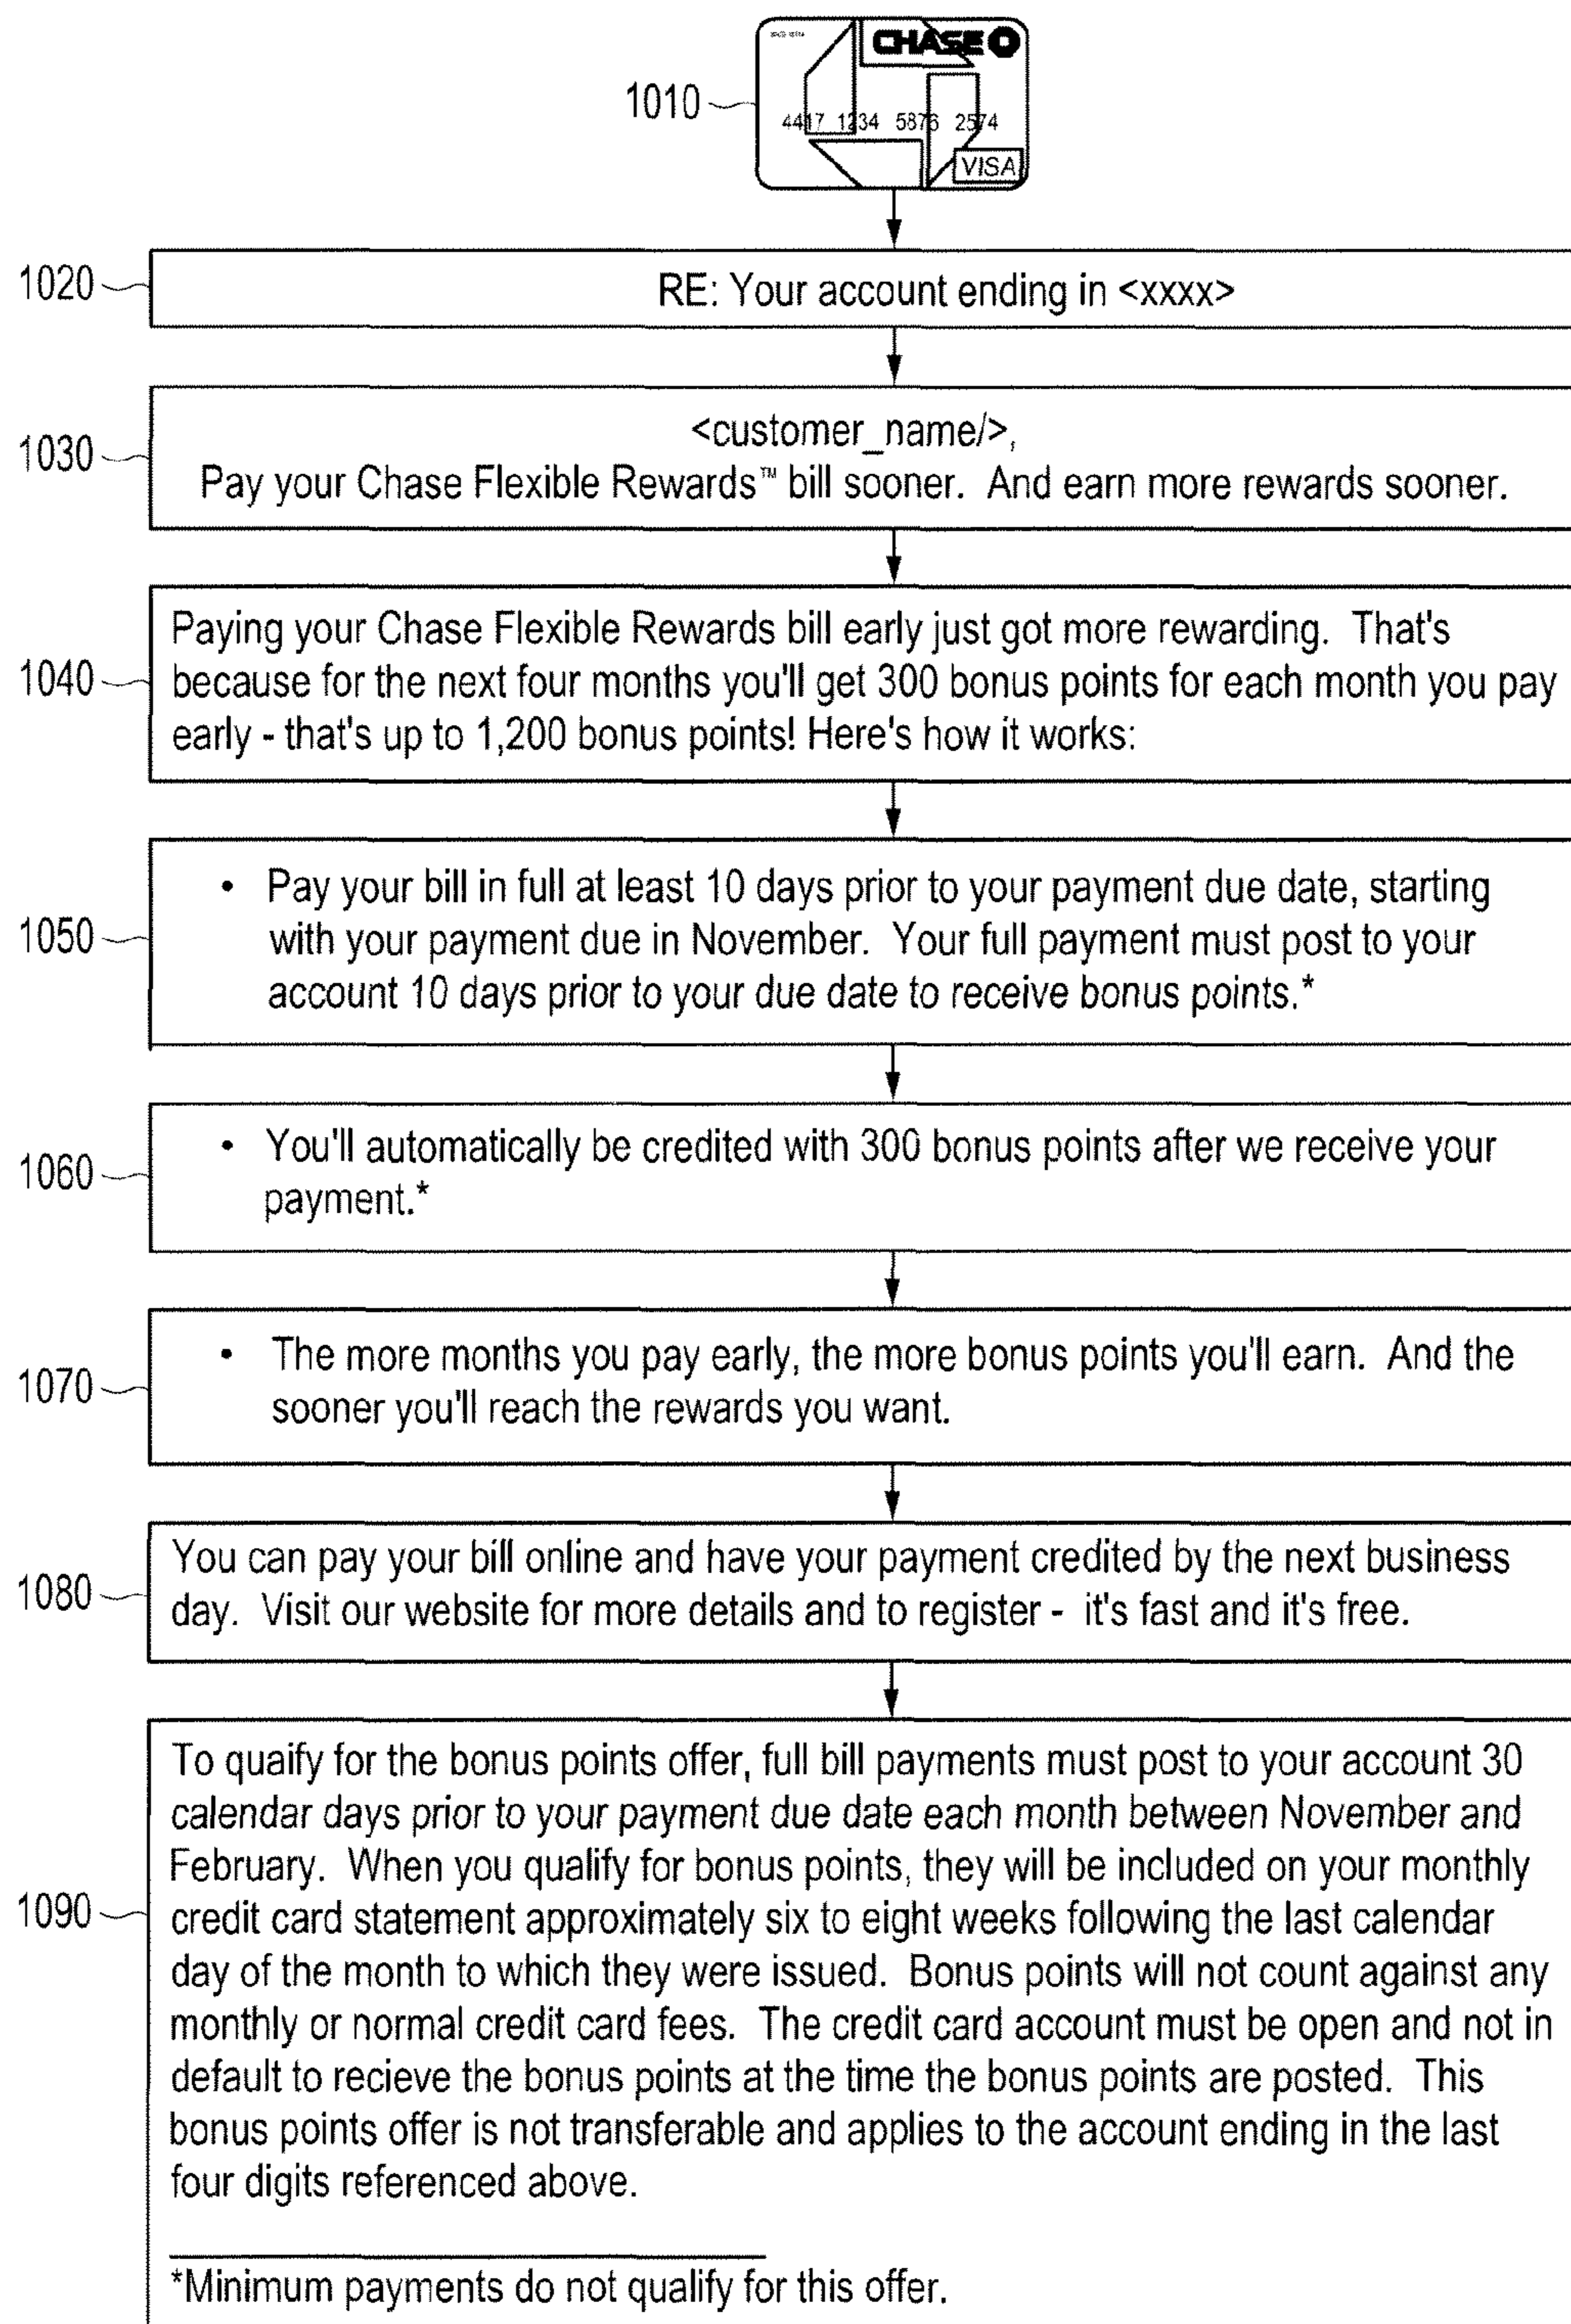 CHASE
1010
4417 1234 5876 2574
VISA
1020
RE: Your account ending in <xxxx>
1030
<customer_name/>,
Pay your Chase Flexible Rewards™ bill sooner. And earn more rewards sooner.
1040
Paying your Chase Flexible Rewards bill early just got more rewarding. That's
because for the next four months you'll get 300 bonus points for each month you pay
early - that's up to 1,200 bonus points! Here's how it works:
1050
• Pay your bill in full at least 10 days prior to your payment due date, starting
with your payment due in November. Your full payment must post to your
account 10 days prior to your due date to receive bonus points.*
1060
• You'll automatically be credited with 300 bonus points after we receive your
payment.*
1070
• The more months you pay early, the more bonus points you'll earn. And the
sooner you'll reach the rewards you want.
1080
You can pay your bill online and have your payment credited by the next business
day. Visit our website for more details and to register - it's fast and it's free.
1090
To quaify for the bonus points offer, full bill payments must post to your account 30
calendar days prior to your payment due date each month between November and
February. When you qualify for bonus points, they will be included on your monthly
credit card statement approximately six to eight weeks following the last calendar
day of the month to which they were issued. Bonus points will not count against any
monthly or normal credit card fees. The credit card account must be open and not in
default to recieve the bonus points at the time the bonus points are posted. This
bonus points offer is not transferable and applies to the account ending in the last
four digits referenced above.
*Minimum payments do not qualify for this offer.